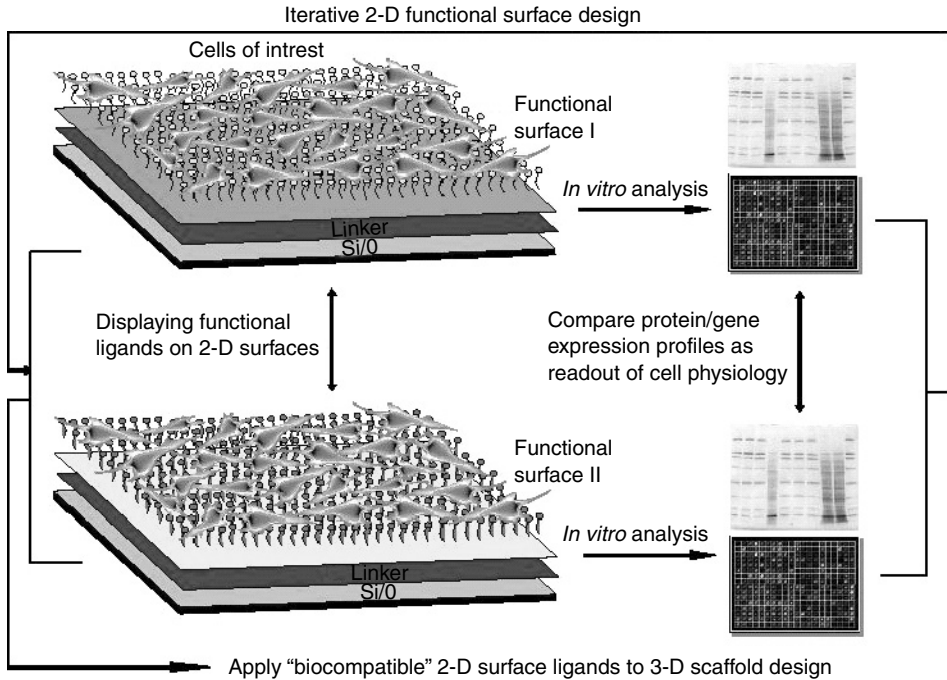 Iterative 2-D functional surface design
Cells of intrest
Functional
surface I
In vitro analysis
Linker
Si/0
Displaying functional
ligands on 2-D surfaces
Compare protein/gene
expression profiles as
readout of cell physiology
Functional
surface II
In vitro analysis
Linker
Si/0
Apply “biocompatible” 2-D surface ligands to 3-D scaffold design